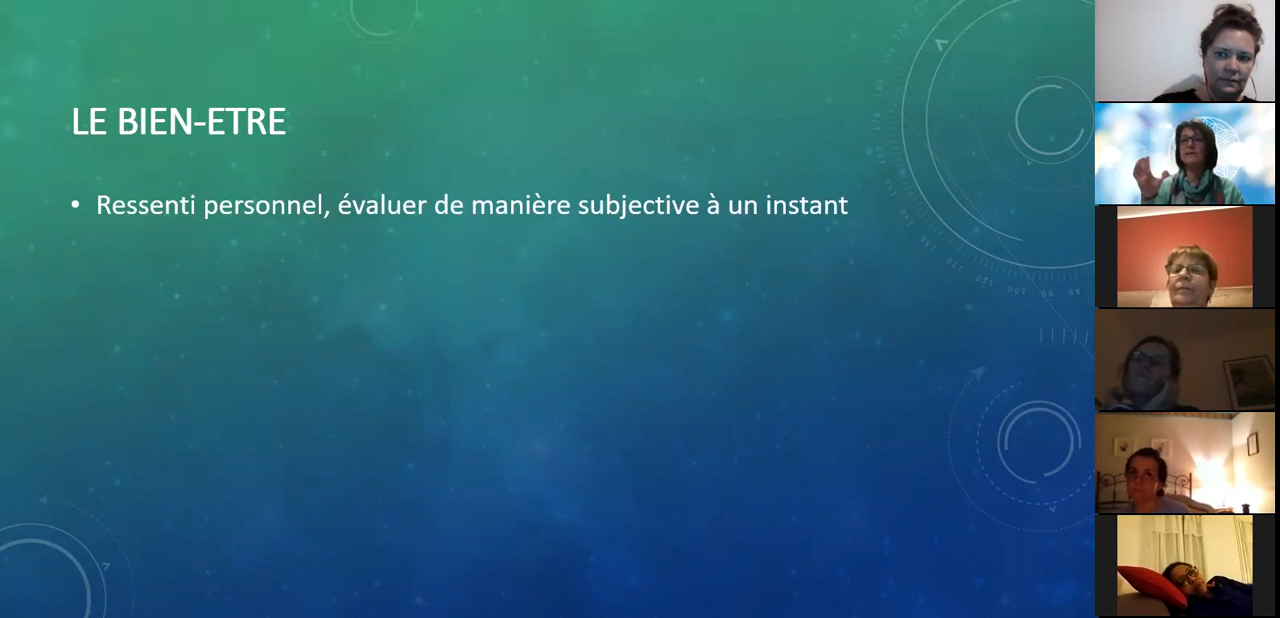 LE BIEN-ETRE
• Ressenti personnel, évaluer de manière subjective à un instant